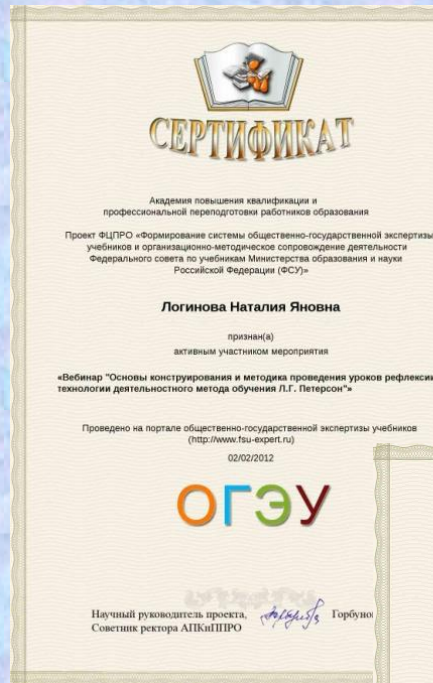 СЕРТИФИКАТ
Академия повышения квалификации и
профессиональной переподготовки работников образования
Проект ФЦПРО «Формирование системы общественно-государственной экспертизы
учебников и организационно-методическое сопровождение деятельности
Федерального совета по учебникам Министерства образования и науки
Российской Федерации (ФСУ)»
Логинова Наталия Яновна
признан(а)
активным участником мероприятия
«Вебинар "Основы конструирования и методика проведения уроков рефлексии
технологии деятельностного метода обучения Л.Г. Петерсон"»
Проведено на портале общественно-государственной экспертизы учебников
(http://www.fsu-expert.ru)
02/02/2012
ОГЭУ
Научный руководитель проекта, Горбуно
Советник ректора АПКиППРО